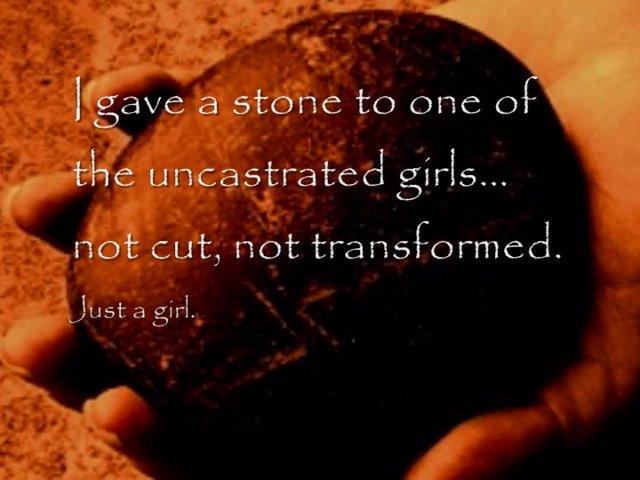 I gave a stone to one of
the uncastrated girls...
not cut, not transformed.
Just a girl.